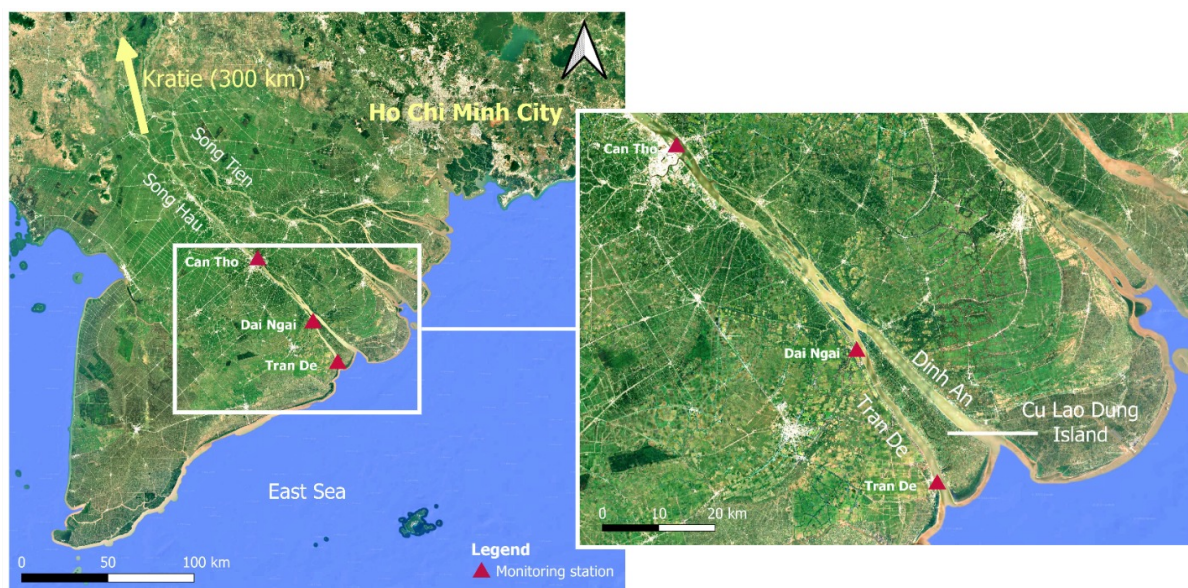 Kratie (300 km)
Ho Chi Minh City
Song Tien
Song Hau
Can Tho
Dai Ngai
Tran De
East Sea
0 50 100 km
Legend
Monitoring station
Can Tho
Dai Ngai
Dinh An
Tran De
Cu Lao Dung
Island
Tran De
0 10 20 km